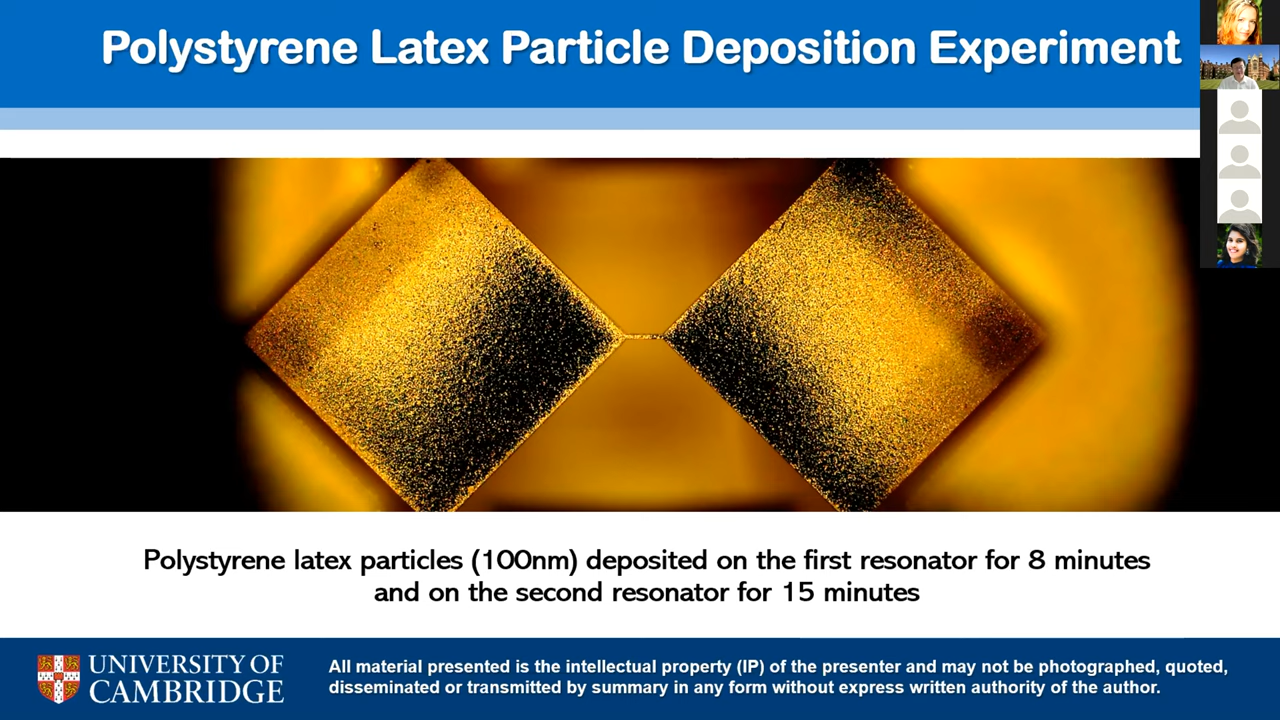 Polystyrene Latex Particle Deposition Experiment
Polystyrene latex particles (100nm) deposited on the first resonator for 8 minutes
and on the second resonator for 15 minutes
UNIVERSITY OF
CAMBRIDGE
All material presented is the intellectual property (IP) of the presenter and may not be photographed, quoted,
disseminated or transmitted by summary in any form without express written authority of the author.